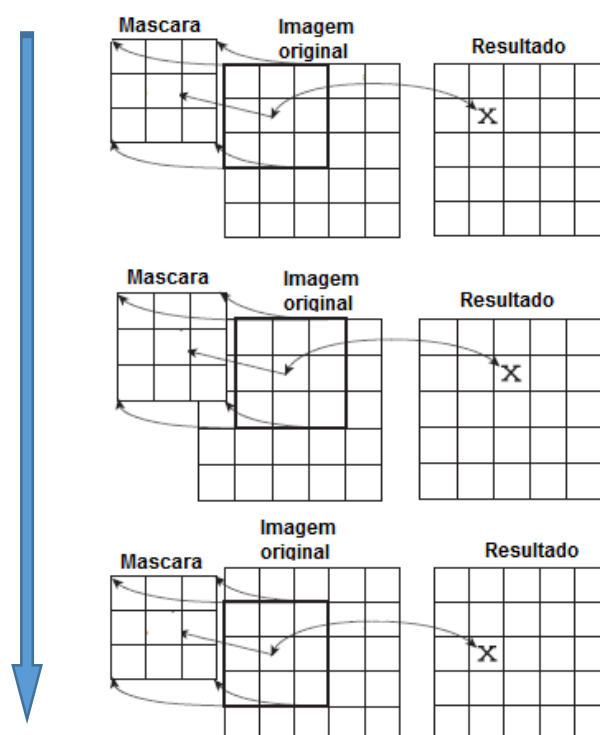 Mascara
Imagem
original
Resultado
X
Mascara
Imagem
original
Resultado
X
Imagem
original
Mascara
Resultado
X